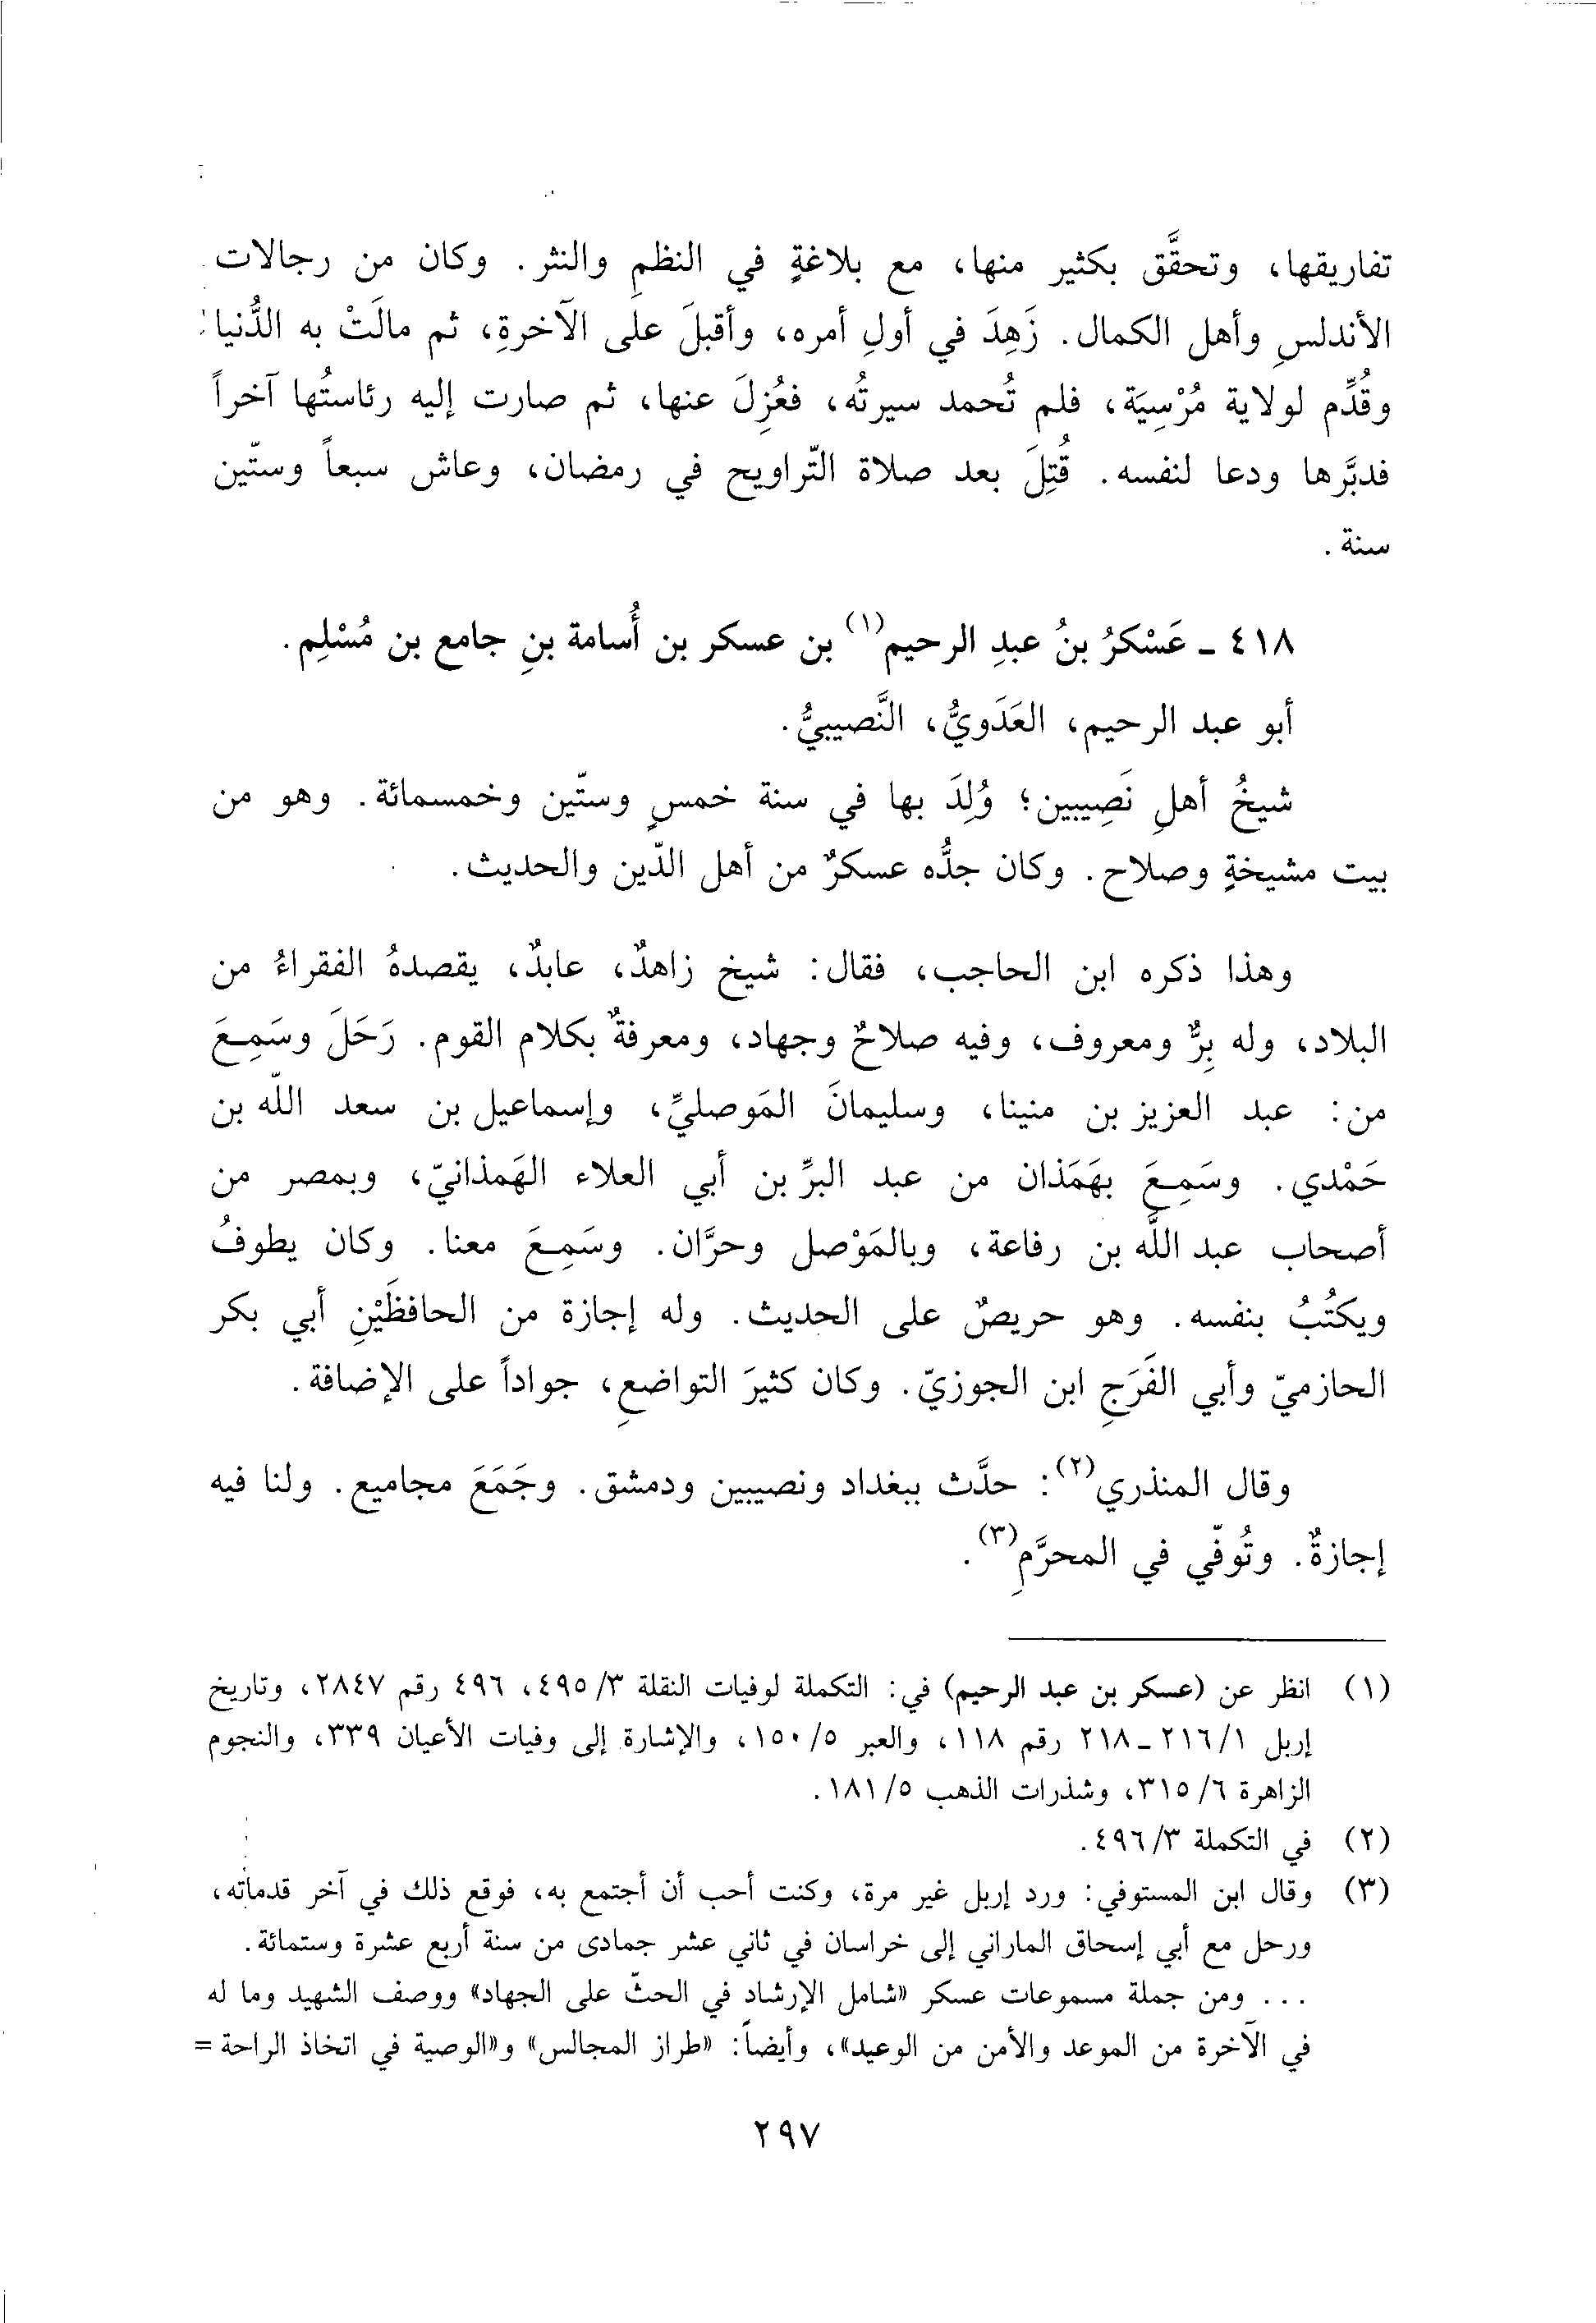 تفاريقها، وتحقَّق بكثير منها، مع بلاغةٍ في النظمِ والنثر. وكان من رجالات
الأندلسِ وأهل الكمال. زَهِدَ في أولِ أمره، وأقبلَ على الآخرةِ، ثم مالَتْ به الدُّنيا
وقُدِّم لولاية مُرْسِيَة، فلم تُحمد سيرتُه، فعُزِلَ عنها، ثم صارت إليه رئاستُها آخراً
فدبَّرها ودعا لنفسه. قُتِلَ بعد صلاة التّراويح في رمضان، وعاش سبعاً وستّين
سنة.
٤١٨ ـ عَسْكرُ بنُ عبدِ الرحيم(١) بن عسكر بن أُسامة بنِ جامع بن مُسْلِم.
أبو عبد الرحيم، العَدَويُّ، النَّصيبيُّ.
شيخُ أهلِ نَصِيبين؛ وُلِدَ بها في سنة خمسٍ وستّين وخمسمائة. وهو من
بيت مشيخةٍ وصلاح. وكان جدُّه عسكرٌ من أهل الدّين والحديث.
وهذا ذكره ابن الحاجب، فقال: شيخ زاهدٌ، عابدٌ، يقصدهُ الفقراءُ من
البلاد، وله بِرٌّ ومعروف، وفيه صلاحٌ وجهاد، ومعرفةٌ بكلام القوم. رَحَلَ وسَمِعَ
من: عبد العزيز بن منينا، وسليمانَ المَوصليِّ، وإسماعيل بن سعد اللّه بن
حَمْدي. وسَمِعَ بهَمَذان من عبد البرِّ بن أبي العلاء الهَمذانيّ، وبمصر من
أصحاب عبد اللَّه بن رفاعة، وبالمَوْصل وحرَّان. وسَمِعَ معنا. وكان يطوفُ
ويكتُبُ بنفسه. وهو حريصٌ على الحديث. وله إجازة من الحافظَيْنِ أبي بكر
الحازميّ وأبي الفَرَجِ ابن الجوزيّ. وكان كثيرَ التواضعِ، جواداً على الإضافة.
وقال المنذري(٢): حدَّث ببغداد ونصيبين ودمشق. وجَمَعَ مجاميع. ولنا فيه
إجازةٌ. وتُوفّي في المحرَّمِ(٣).
(١) انظر عن (عسكر بن عبد الرحيم) في: التكملة لوفيات النقلة ٣/ ٤٩٥، ٤٩٦ رقم ٢٨٤٧، وتاريخ
إربل ١/ ٢١٦ ـ ٢١٨ رقم ١١٨، والعبر ٥/ ١٥٠، والإشارة إلى وفيات الأعيان ٣٣٩، والنجوم
الزاهرة ٦/ ٣١٥، وشذرات الذهب ٥/ ١٨١.
(٢) في التكملة ٣/ ٤٩٦.
(٣) وقال ابن المستوفي: ورد إربل غير مرة، وكنت أحب أن أجتمع به، فوقع ذلك في آخر قدماته،
ورحل مع أبي إسحاق الماراني إلى خراسان في ثاني عشر جمادى من سنة أربع عشرة وستمائة.
... ومن جملة مسموعات عسكر «شامل الإرشاد في الحثّ على الجهاد» ووصف الشهيد وما له
في الآخرة من الموعد والأمن من الوعيد»، وأيضاً: «طراز المجالس» و«الوصية في اتخاذ الراحة =
٢٩٧